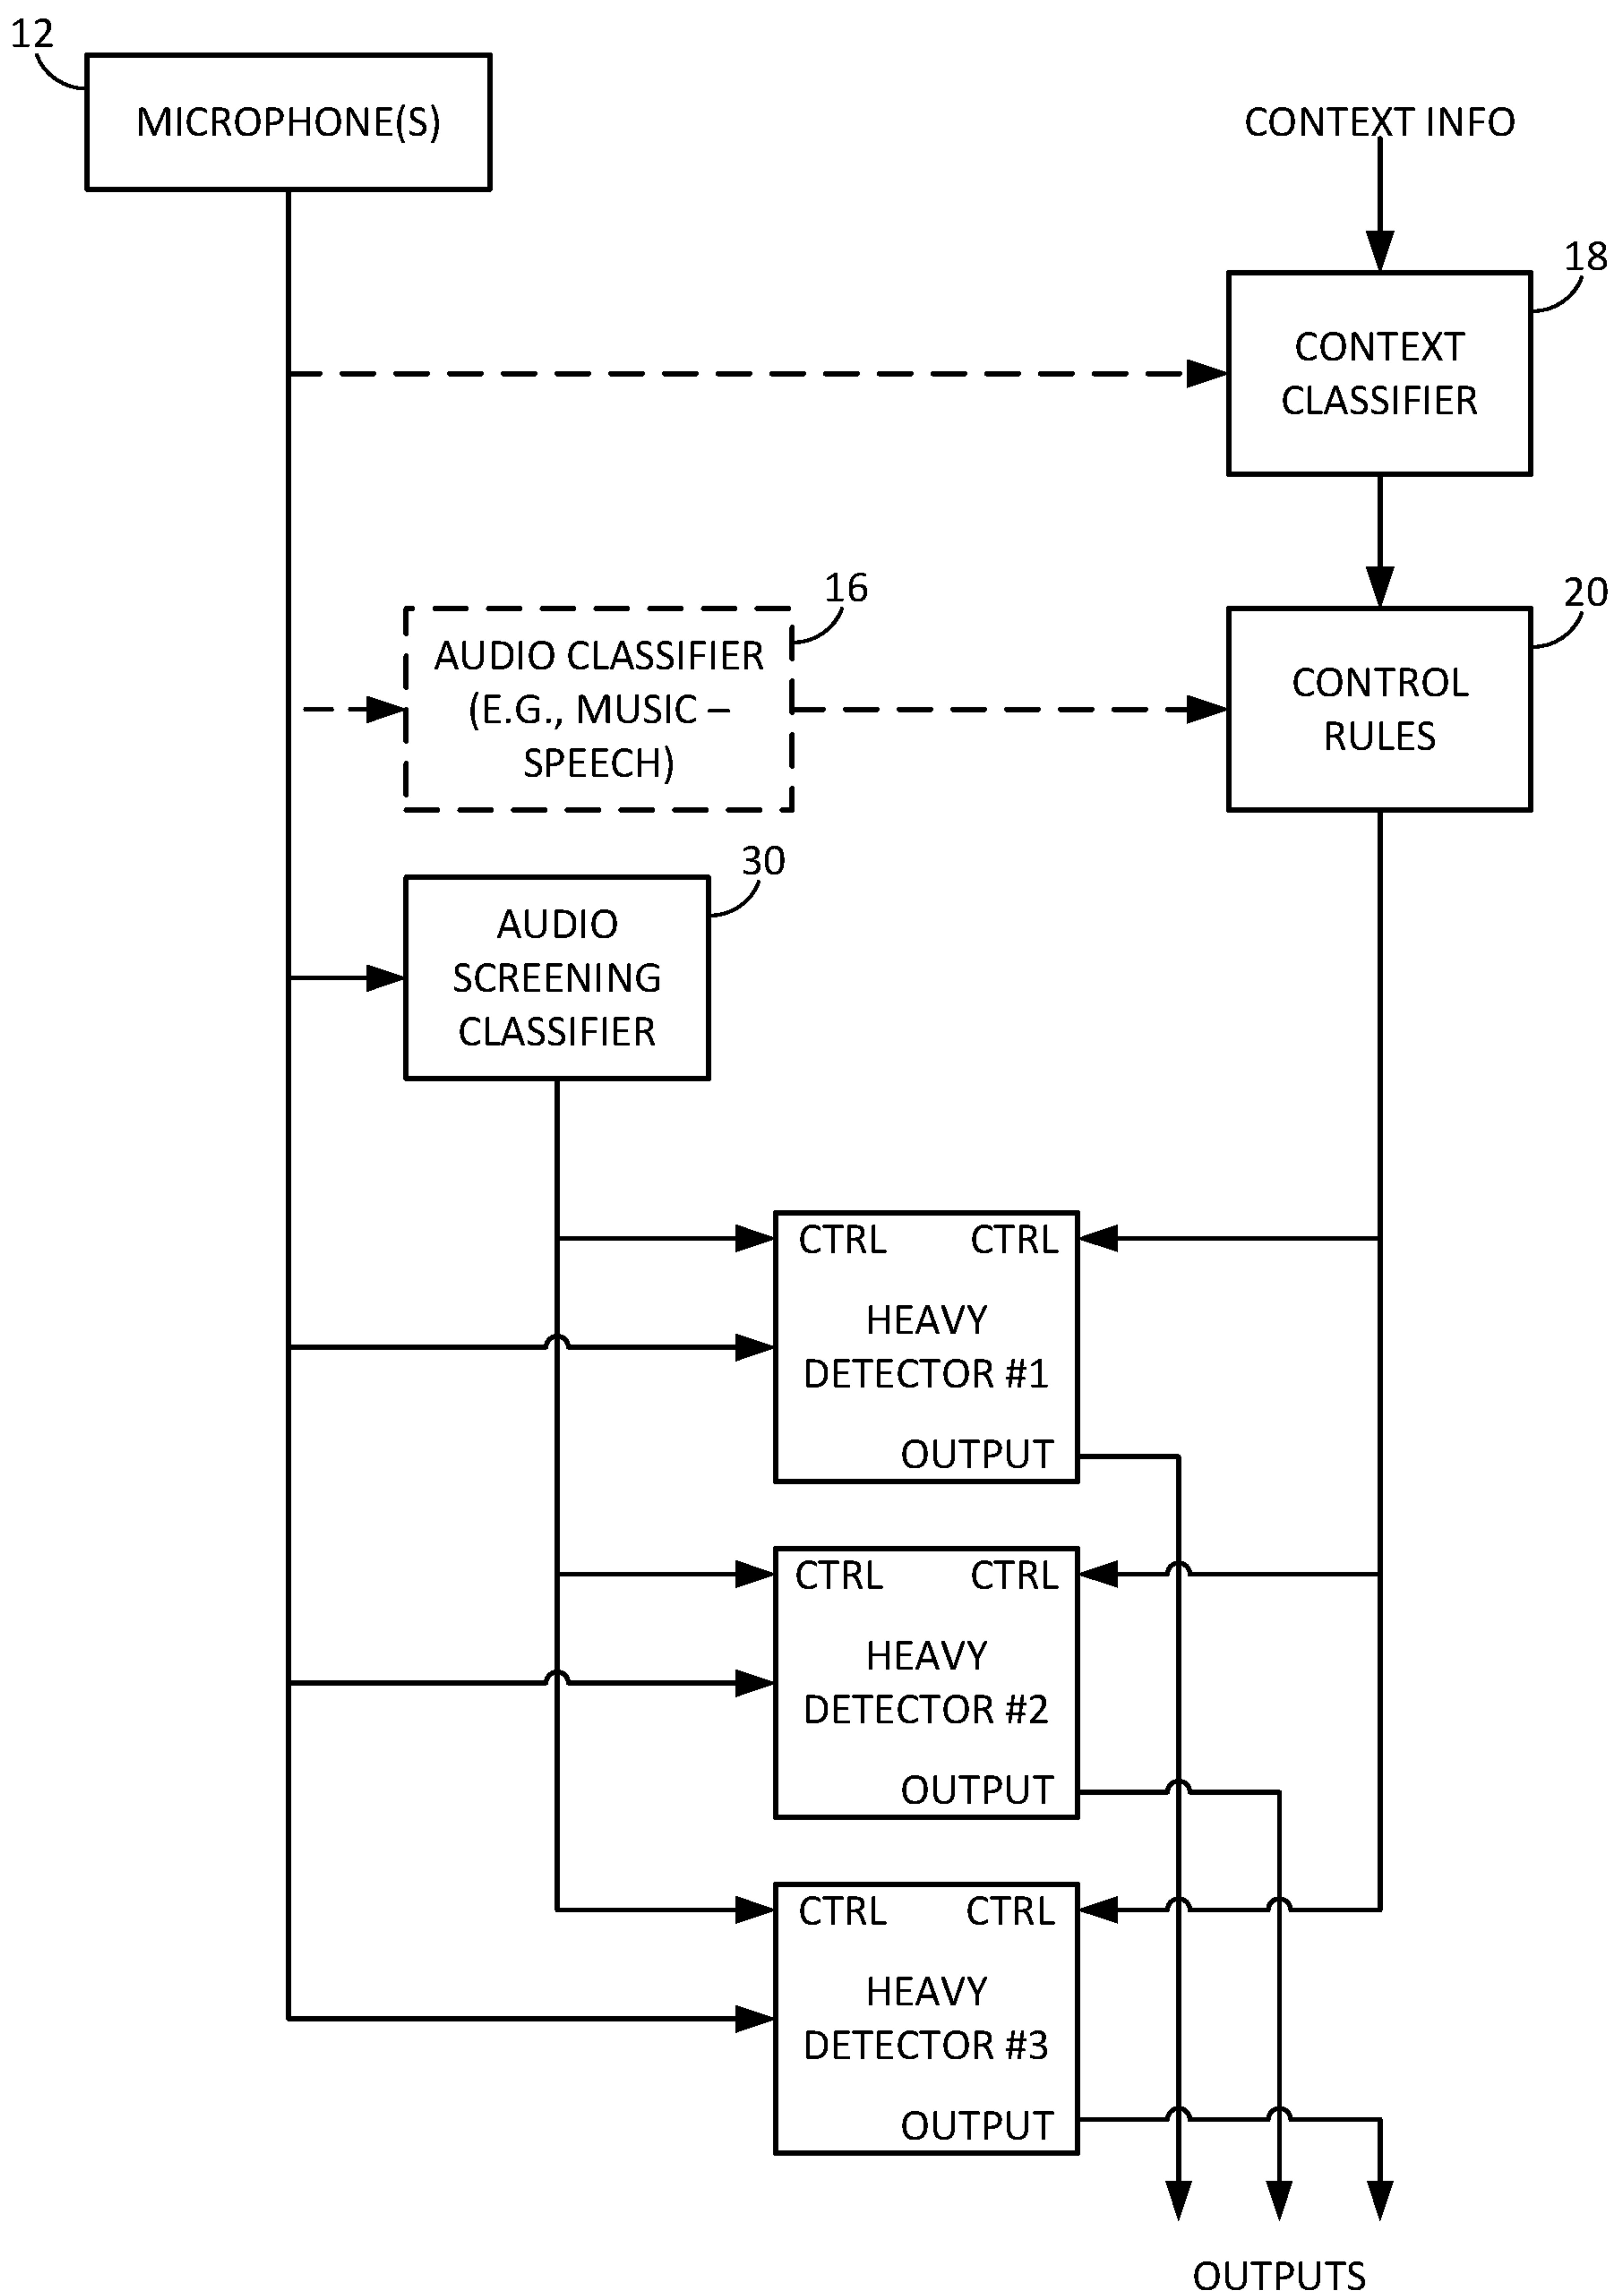 12
MICROPHONE(S)
CONTEXT INFO
18
CONTEXT
CLASSIFIER
16
AUDIO CLASSIFIER
(E.G., MUSIC –
SPEECH)
20
CONTROL
RULES
30
AUDIO
SCREENING
CLASSIFIER
CTRL CTRL
HEAVY
DETECTOR #1
OUTPUT
CTRL CTRL
HEAVY
DETECTOR #2
OUTPUT
CTRL CTRL
HEAVY
DETECTOR #3
OUTPUT
OUTPUTS